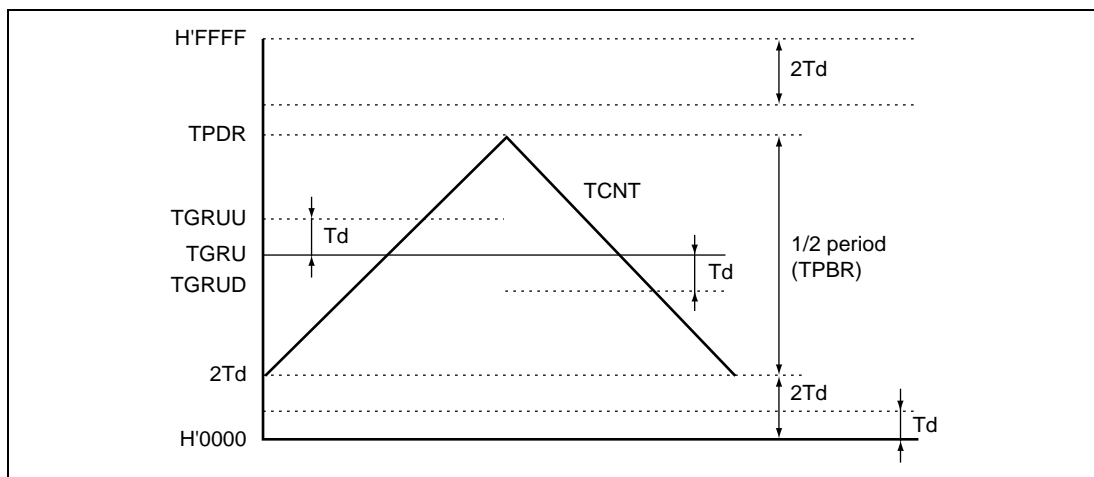 H'FFFF
2Td
TPDR
TCNT
TGRUU
Td
TGRU
1/2 period
(TPBR)
Td
TGRUD
2Td
2Td
Td
H'0000